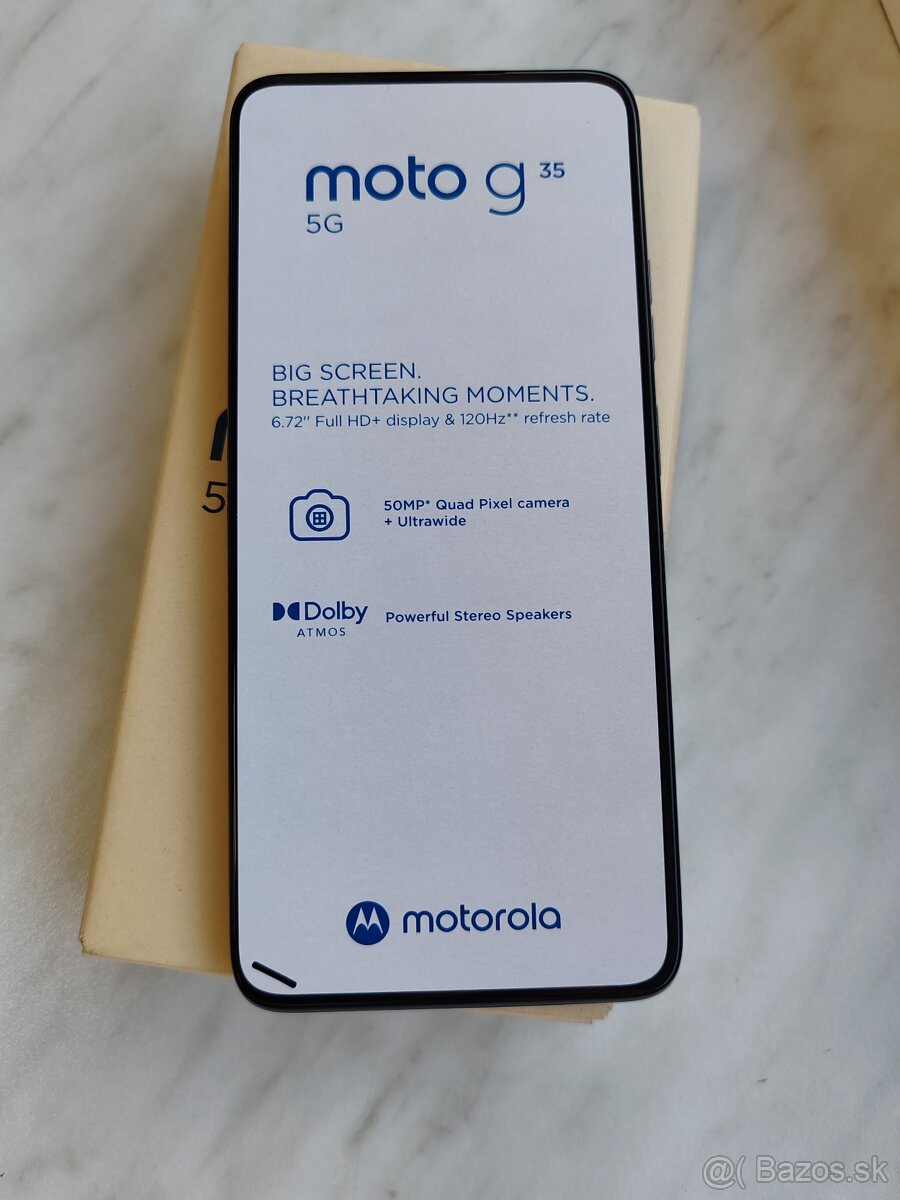 moto g 35
5G
BIG SCREEN.
BREATHTAKING MOMENTS.
6.72" Full HD+ display & 120Hz** refresh rate
50MP* Quad Pixel camera
+ Ultrawide
Dolby
ATMOS
Powerful Stereo Speakers
motorola
5
@( Bazos.sk